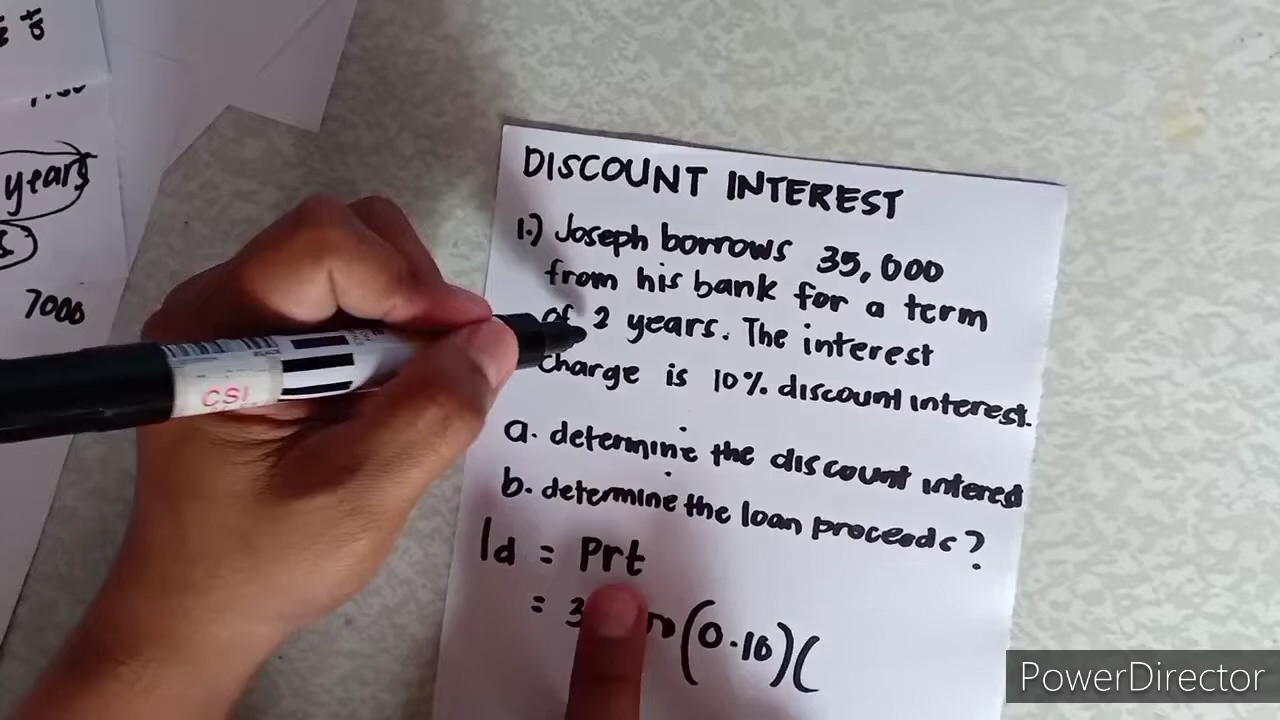 years
7000
CSI
DISCOUNT INTEREST
1.) Joseph borrows 35,000
from his bank for a term
of 2 years. The interest
charge is 10% discount interest.
a. determine the discount interest
b. determine the loan proceeds?
Id = Prt
= 3 (0.10)(
PowerDirector